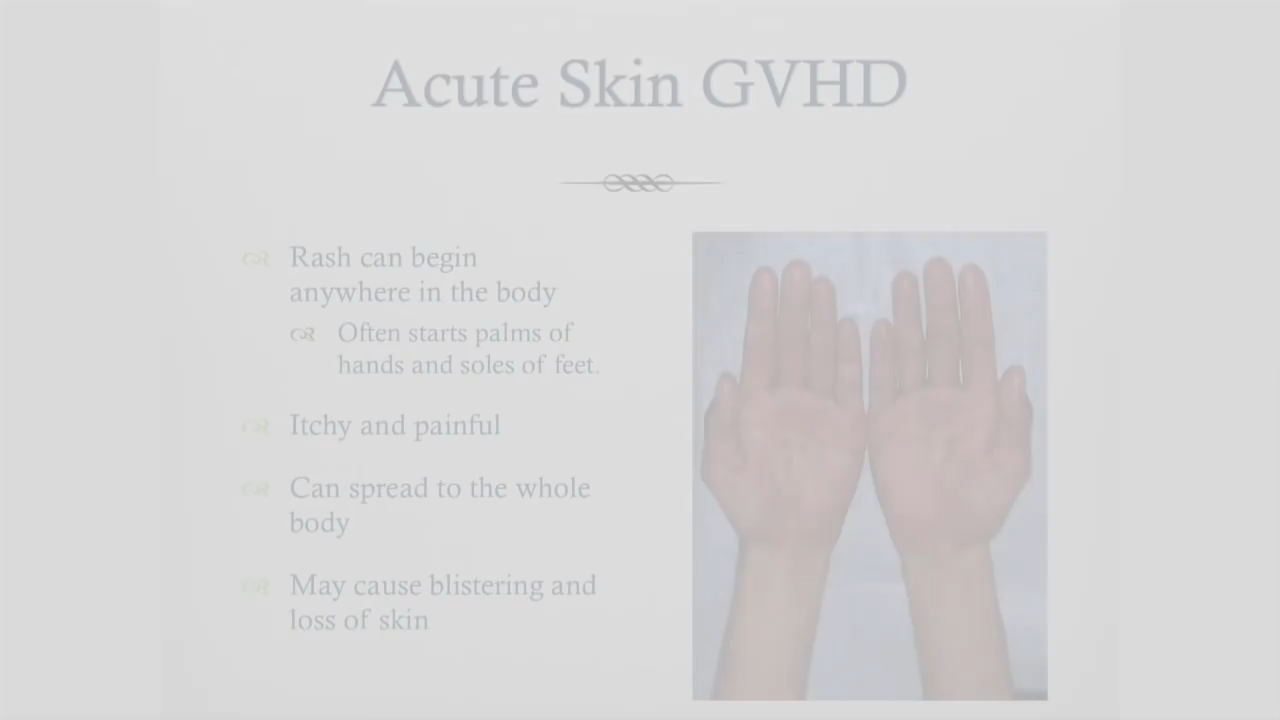 Acute Skin GVHD
Rash can begin
anywhere in the body
Often starts palms of
hands and soles of feet.
Itchy and painful
Can spread to the whole
body
May cause blistering and
loss of skin